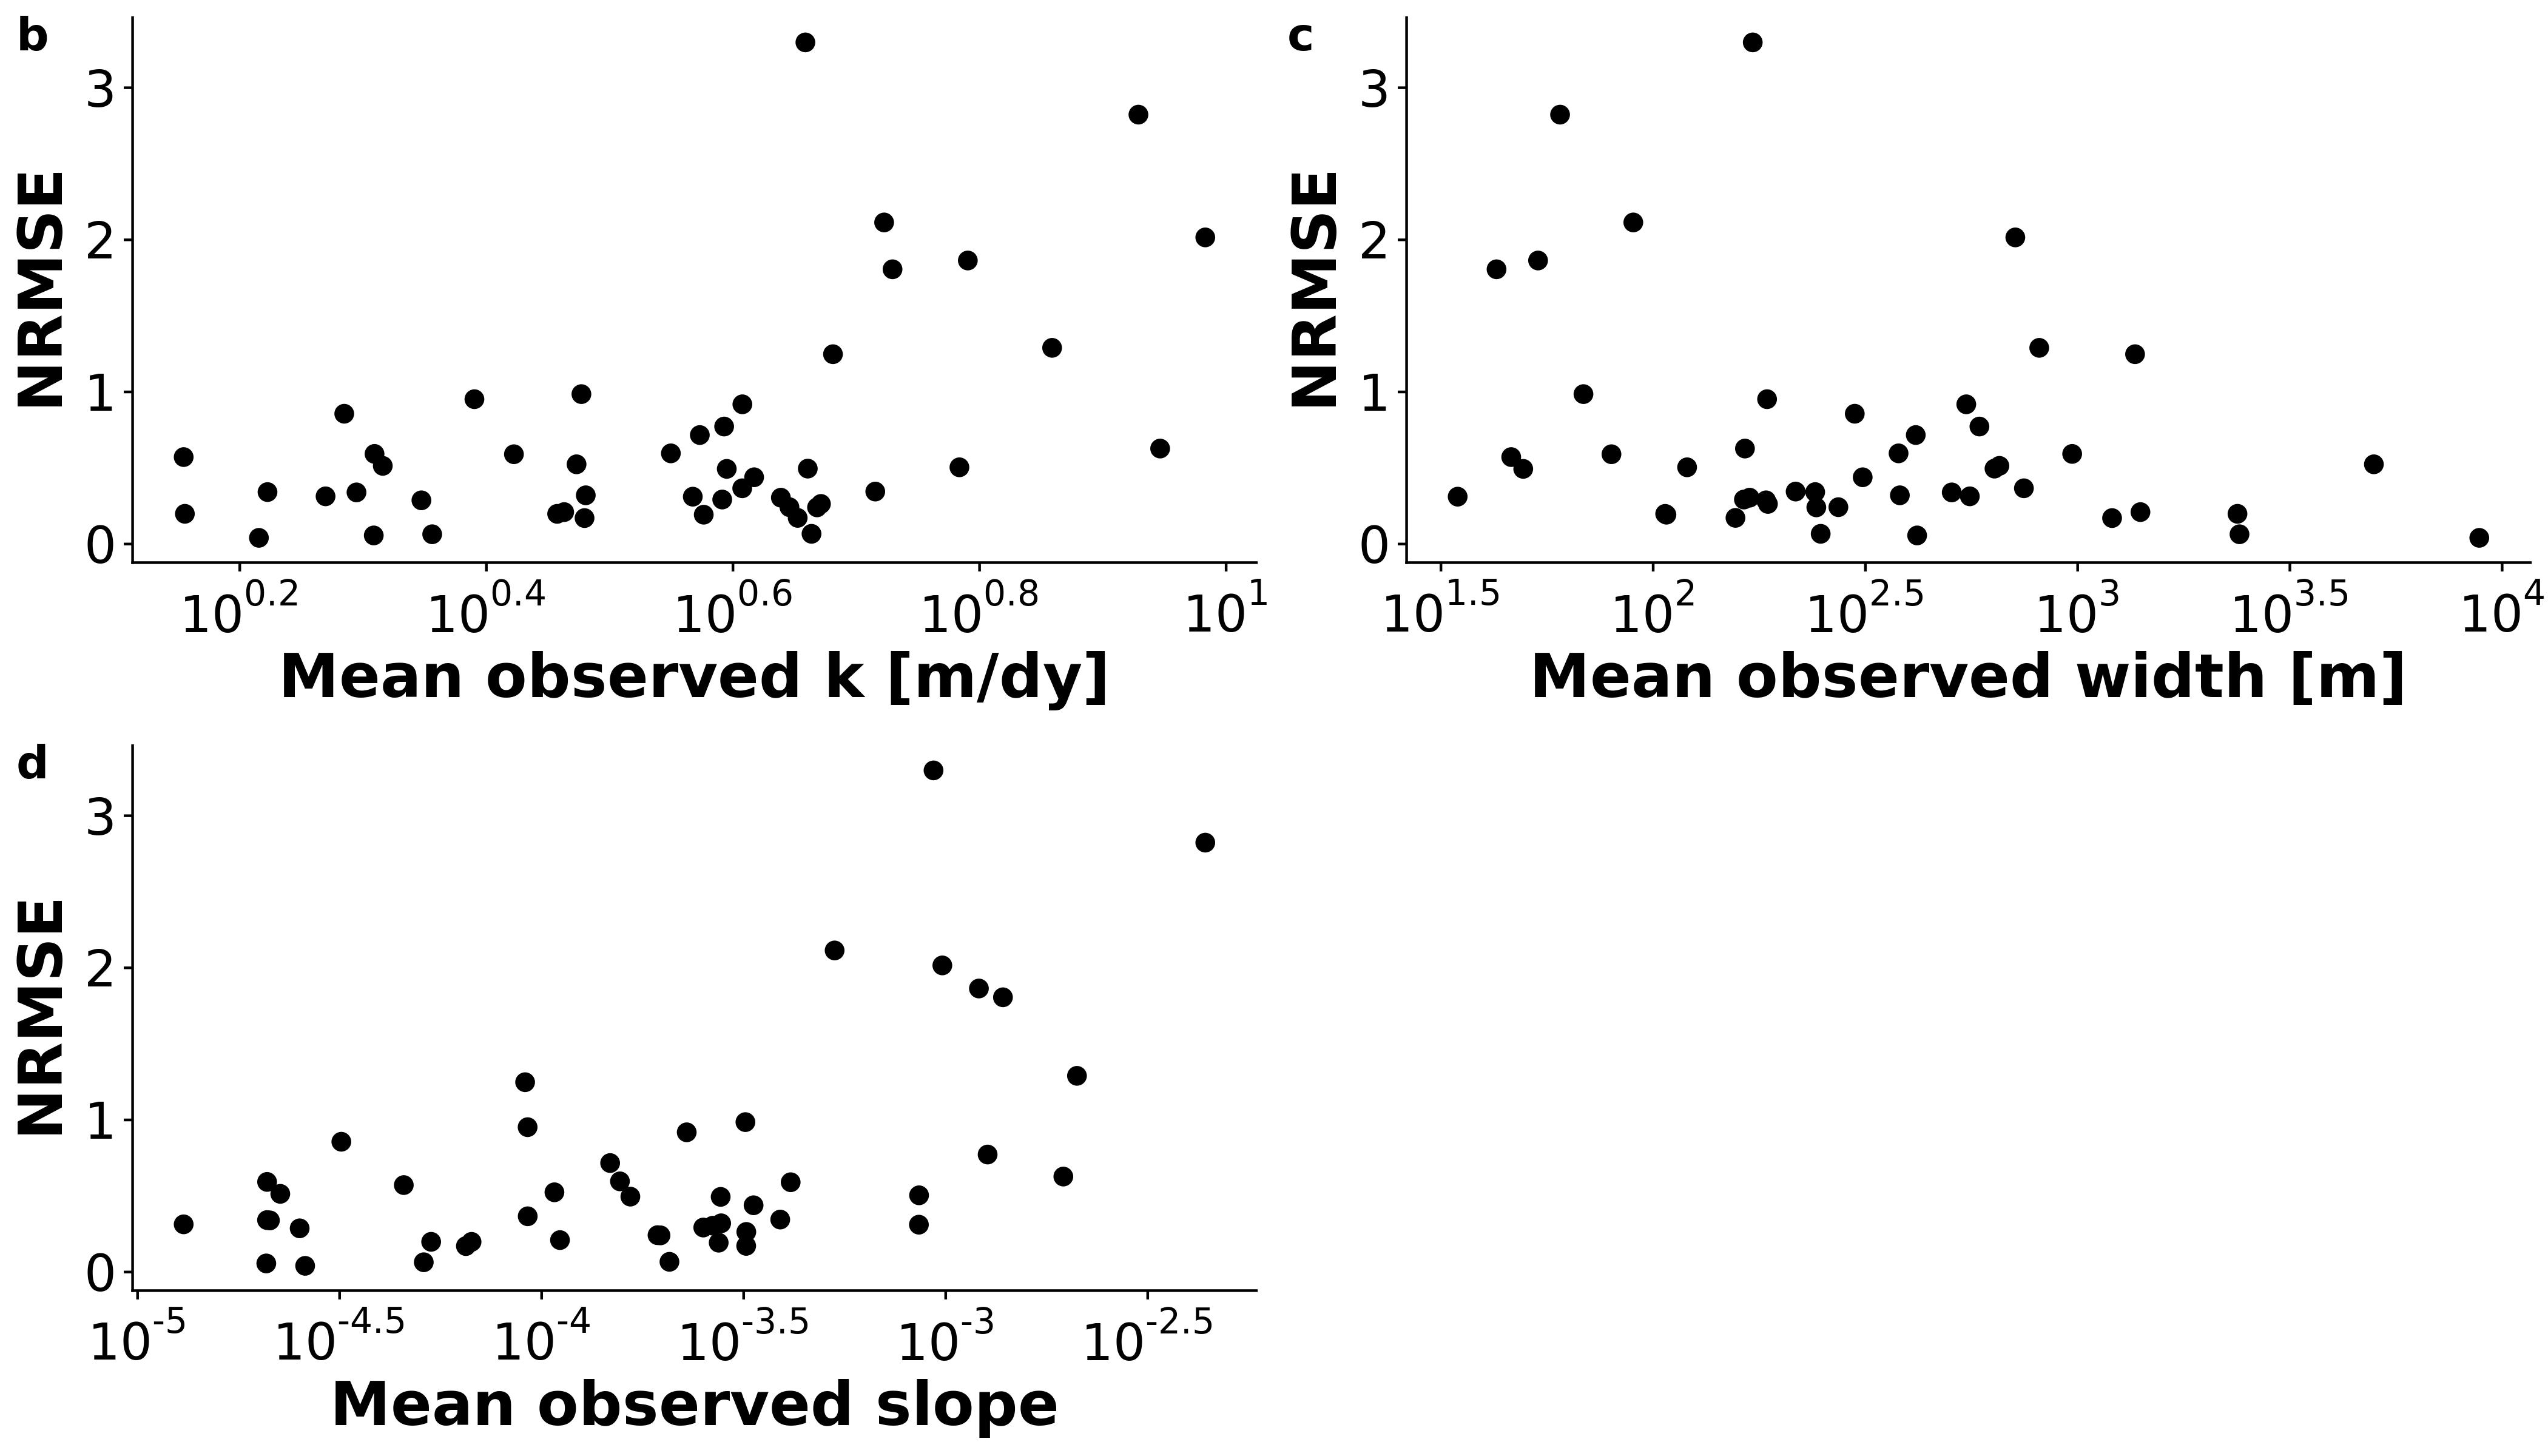 b
NRMSE
3
2
1
0
10^0.2 10^0.4 10^0.6 10^0.8 10^1
Mean observed k [m/dy]
c
NRMSE
3
2
1
0
10^1.5 10^2 10^2.5 10^3 10^3.5 10^4
Mean observed width [m]
d
NRMSE
3
2
1
0
10^-5 10^-4.5 10^-4 10^-3.5 10^-3 10^-2.5
Mean observed slope